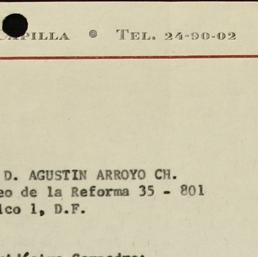 CAPILLA TEL. 24-90-02
D. AGUSTIN ARROYO CH.
eo de la Reforma 35 - 801
ico 1, D.F.